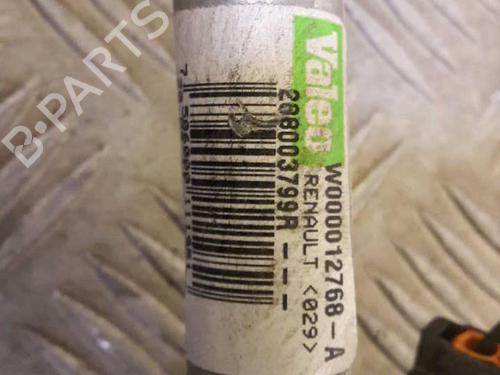 B-PARTS
Valeo
W000012768-A
RENAULT <029>
208003799R ---